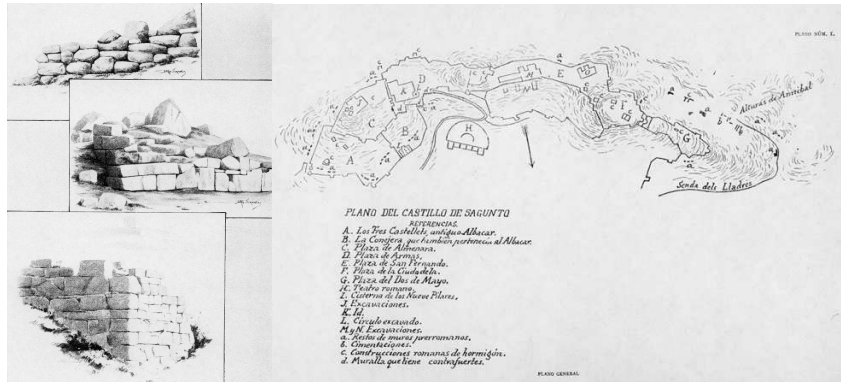 PLANO NÚM. X.
Alturas de Annibal
Senda dels Lladres
PLANO DEL CASTILLO DE SAGUNTO
REFERENCIAS.
A. Los Tres Castellets, antiguo Albacar.
B. La Conejera, que también pertenecía al Albacar.
C. Plaza de Almenara.
D. Plaza de Armas.
E. Plaza de San Fernando.
F. Plaza de la Ciudadela.
G. Plaza del Dos de Mayo.
H. Teatro romano.
I. Cisterna de los Nueve Pilares.
J. Excavaciones.
K. Id.
L. Círculo excavado.
M y N. Excavaciones.
a. Restos de muros prerromanos.
b. Cimentaciones.
c. Construcciones romanas de hormigón.
d. Muralla que tiene contrafuertes.
PLANO GENERAL